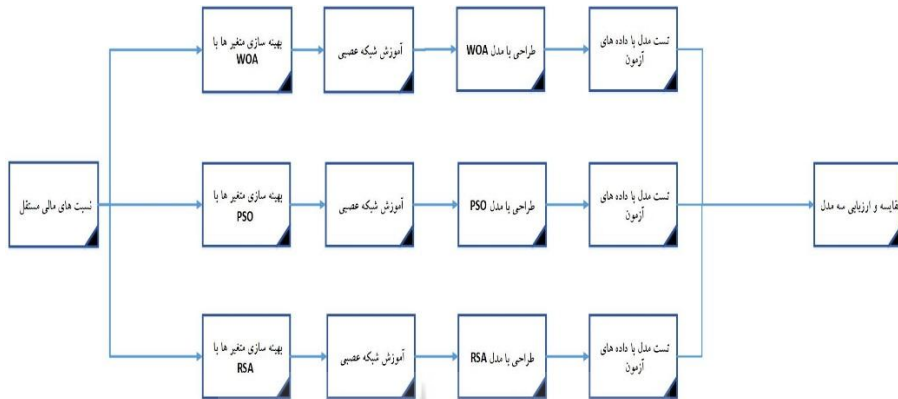 بهینه سازی متغیر ها با
WOA
آموزش شبکه عصبی
طراحی با مدل WOA
تست مدل با داده های
آزمون
نسبت های مالی مستقل
بهینه سازی متغیر ها با
PSO
آموزش شبکه عصبی
طراحی با مدل PSO
تست مدل با داده های
آزمون
مقایسه و ارزیابی سه مدل
بهینه سازی متغیر ها با
RSA
آموزش شبکه عصبی
طراحی با مدل RSA
تست مدل با داده های
آزمون